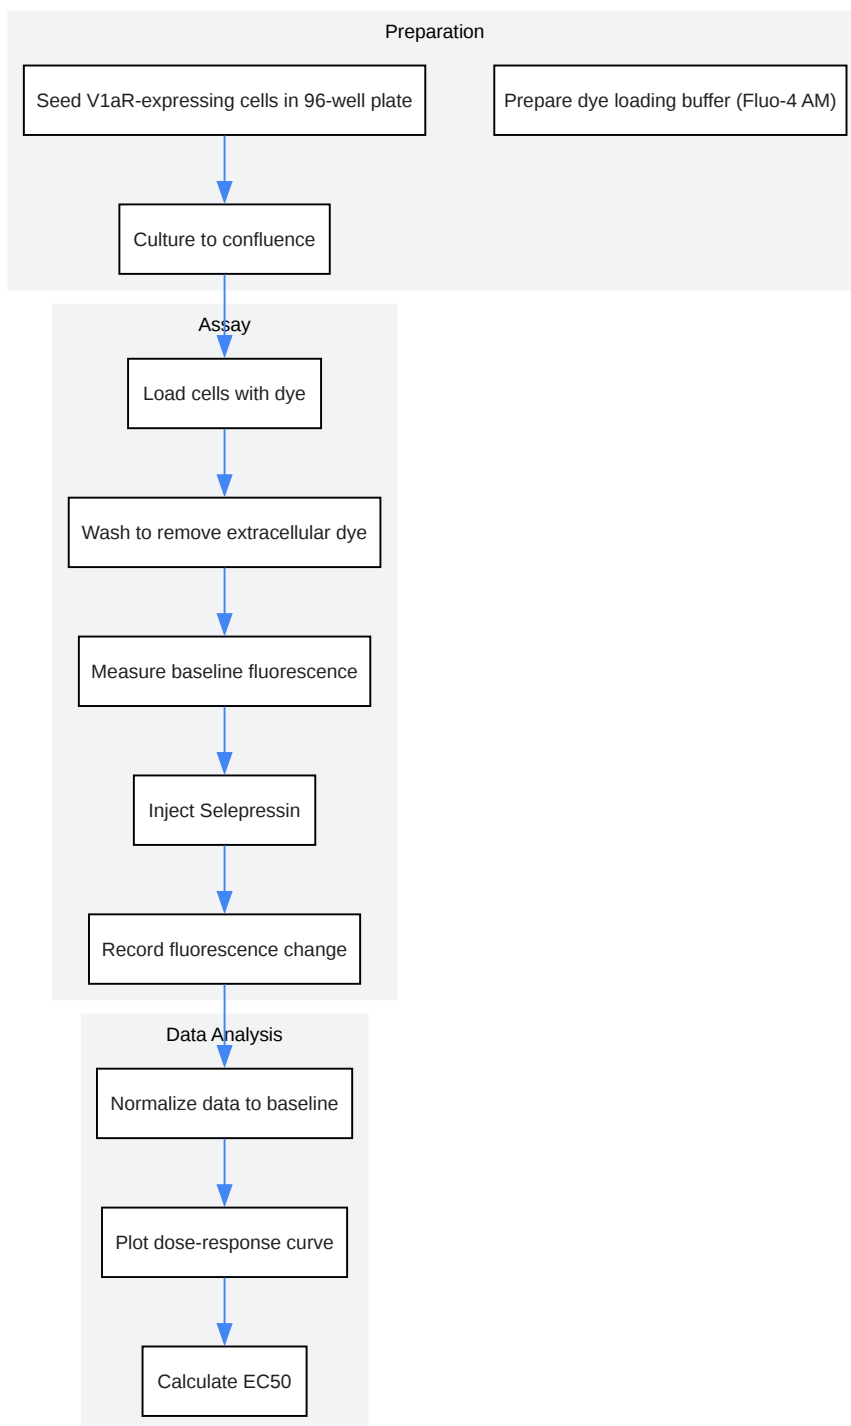 Preparation
Seed V1aR-expressing cells in 96-well plate
Prepare dye loading buffer (Fluo-4 AM)
Culture to confluence
Assay
Load cells with dye
Wash to remove extracellular dye
Measure baseline fluorescence
Inject Selepressin
Record fluorescence change
Data Analysis
Normalize data to baseline
Plot dose-response curve
Calculate EC50